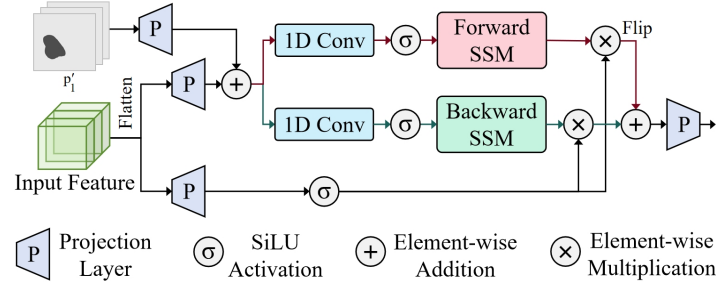 P
p′1
Flatten
P
+
1D Conv
σ
Forward
SSM
×
Flip
1D Conv
σ
Backward
SSM
×
+
P
Input Feature
P
σ
P
Projection
Layer
σ
SiLU
Activation
+
Element-wise
Addition
×
Element-wise
Multiplication